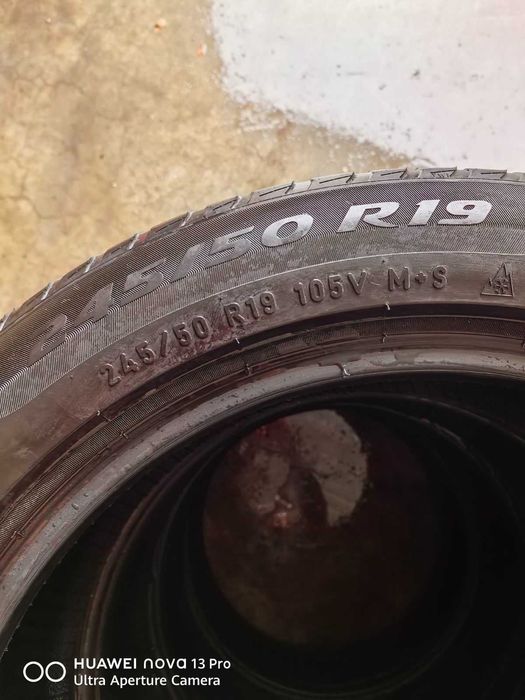 245/50 R19
245/50 R19 105V M+S
HUAWEI nova 13 Pro
Ultra Aperture Camera